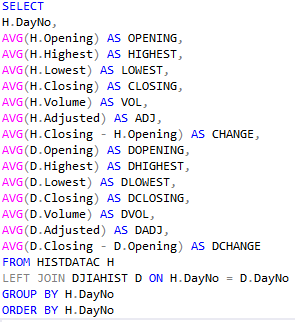 SELECT
H.DayNo,
AVG(H.Opening) AS OPENING,
AVG(H.Highest) AS HIGHEST,
AVG(H.Lowest) AS LOWEST,
AVG(H.Closing) AS CLOSING,
AVG(H.Volume) AS VOL,
AVG(H.Adjusted) AS ADJ,
AVG(H.Closing - H.Opening) AS CHANGE,
AVG(D.Opening) AS DOPENING,
AVG(D.Highest) AS DHIGHEST,
AVG(D.Lowest) AS DLOWEST,
AVG(D.Closing) AS DCLOSING,
AVG(D.Volume) AS DVOL,
AVG(D.Adjusted) AS DADJ,
AVG(D.Closing - D.Opening) AS DCHANGE
FROM HISTDATAC H
LEFT JOIN DJIAHIST D ON H.DayNo = D.DayNo
GROUP BY H.DayNo
ORDER BY H.DayNo